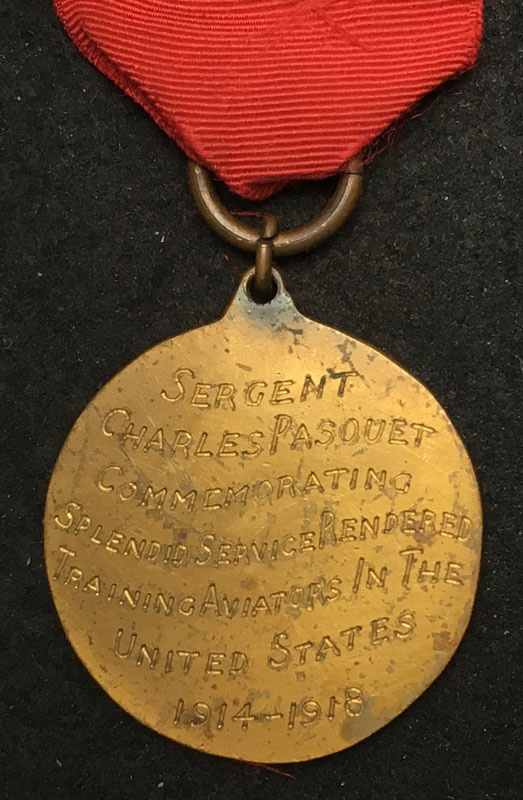 SERGENT
CHARLES PASQUET
COMMEMORATING
SPLENDID SERVICE RENDERED
TRAINING AVIATORS IN THE
UNITED STATES
1914-1918